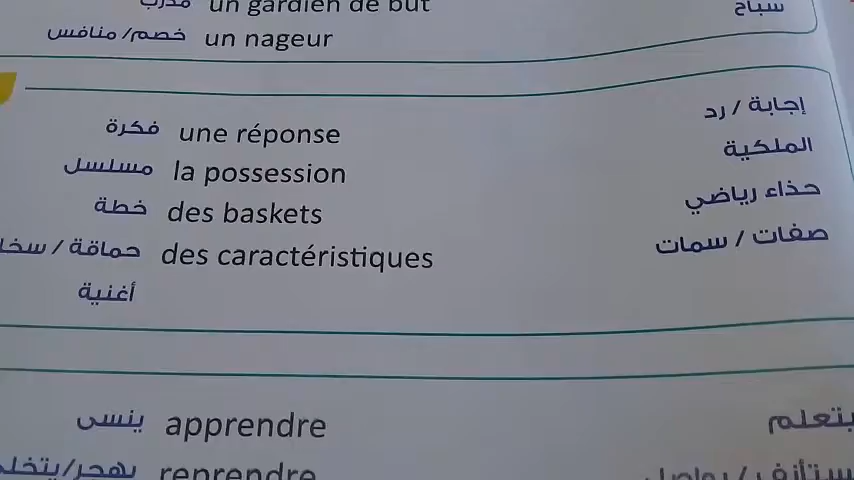 un gardien de but
un nageur سباح
خصم/ منافس
فكرة une réponse إجابة / رد
مسلسل la possession الملكية
خطة des baskets حذاء رياضي
حماقة / des caractéristiques صفات / سمات
أغنية
ينسى apprendre يتعلم
reprendre